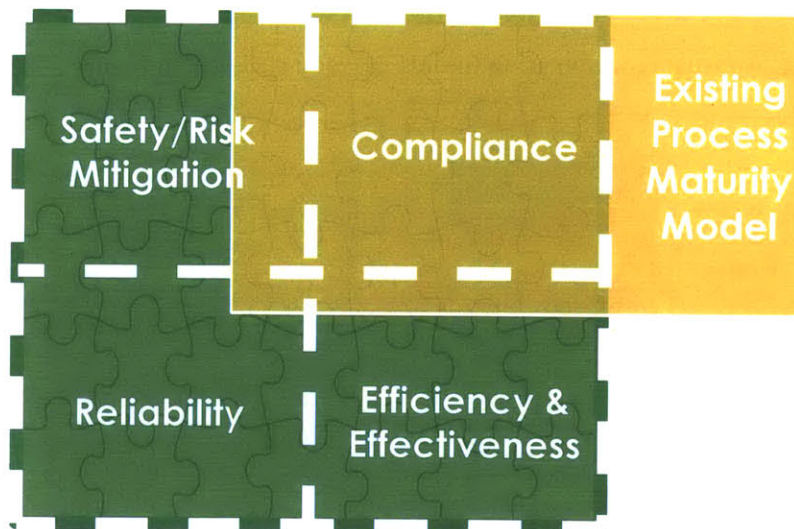 Safety/Risk
Mitigation
Compliance
Existing
Process
Maturity
Model
Reliability
Efficiency &
Effectiveness